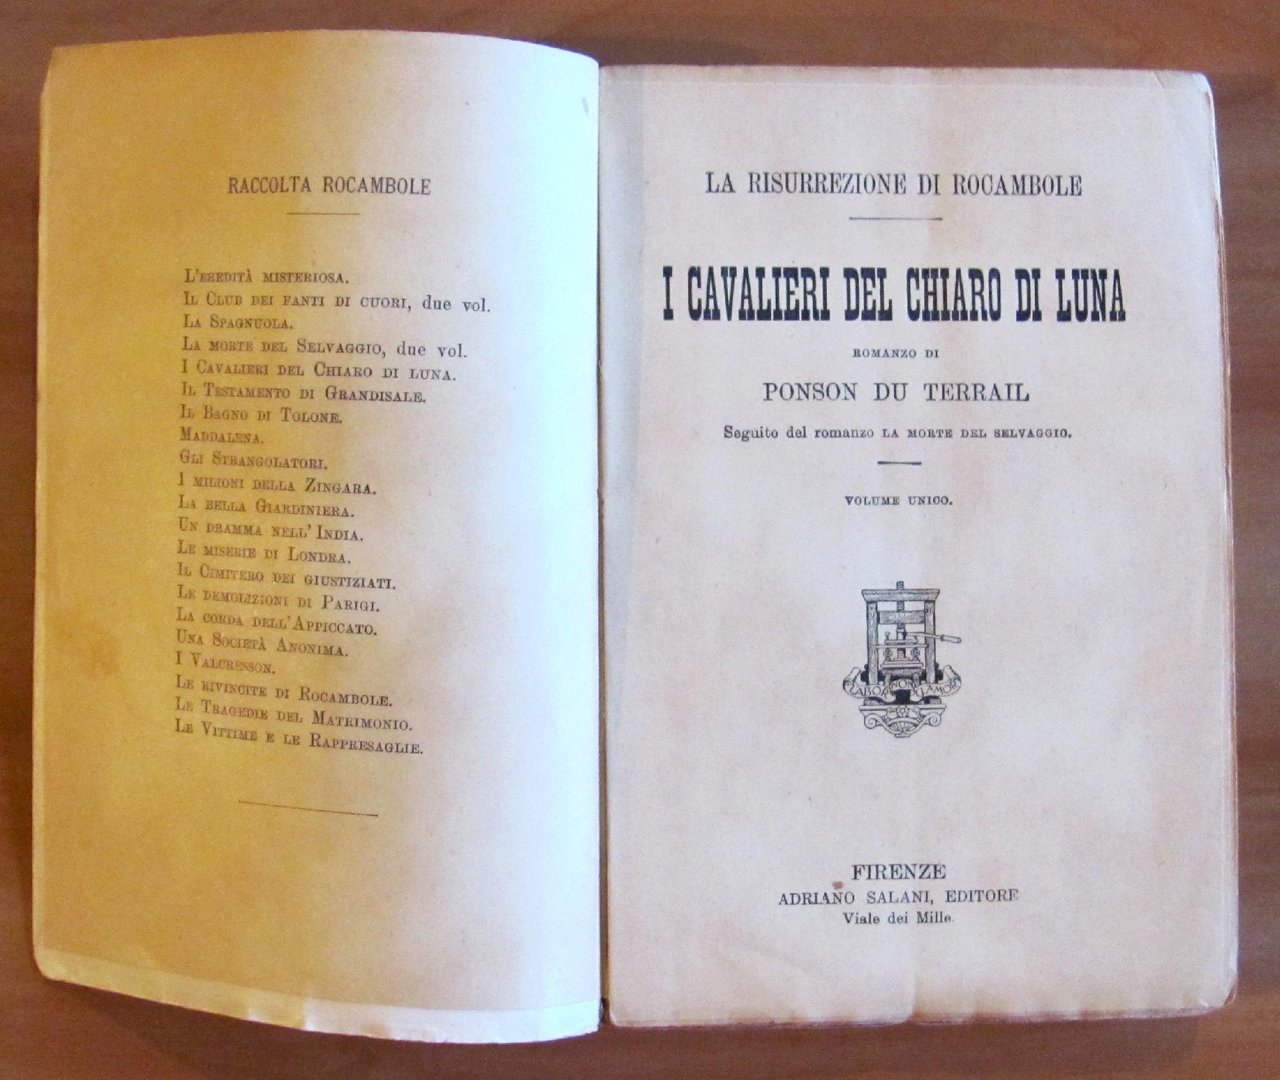 RACCOLTA ROCAMBOLE
L'EREDITÀ MISTERIOSA.
IL CLUB DEI FANTI DI CUORI, due vol.
LA SPAGNUOLA.
LA MORTE DEL SELVAGGIO, due vol.
I CAVALIERI DEL CHIARO DI LUNA.
IL TESTAMENTO DI GRANDISALE.
IL BAGNO DI TOLONE.
MADDALENA.
GLI STRANGOLATORI.
I MILIONI DELLA ZINGARA.
LA BELLA GIARDINIERA.
UN DRAMMA NELL'INDIA.
LE MISERIE DI LONDRA.
IL CIMITERO DEI GIUSTIZIATI.
LE DEMOLIZIONI DI PARIGI.
LA CORDA DELL'APPICCATO.
UNA SOCIETÀ ANONIMA.
I VALCRESSON.
LE RIVINCITE DI ROCAMBOLE.
LE TRAGEDIE DEL MATRIMONIO.
LE VITTIME E LE RAPPRESAGLIE.
LA RISURREZIONE DI ROCAMBOLE
I CAVALIERI DEL CHIARO DI LUNA
ROMANZO DI
PONSON DU TERRAIL
Seguito del romanzo LA MORTE DEL SELVAGGIO.
VOLUME UNICO.
FIRENZE
ADRIANO SALANI, EDITORE
Viale dei Mille.